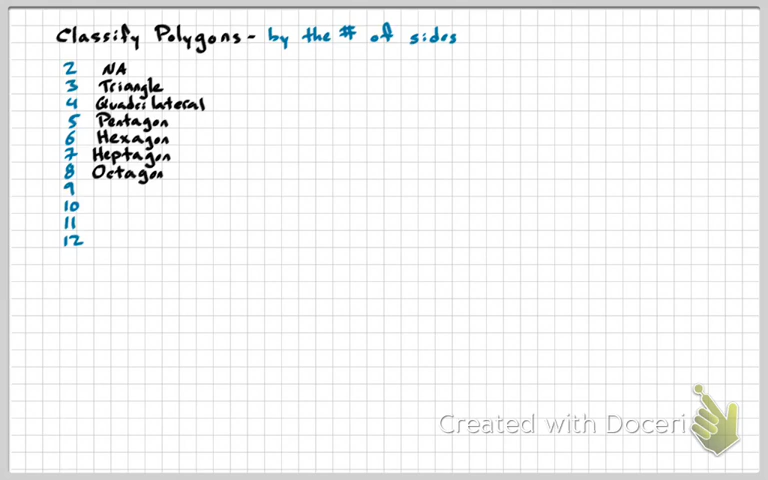 Classify Polygons - by the # of sides
2 NA
3 Triangle
4 Quadrilateral
5 Pentagon
6 Hexagon
7 Heptagon
8 Octagon
9
10
11
12
Created with Doceri